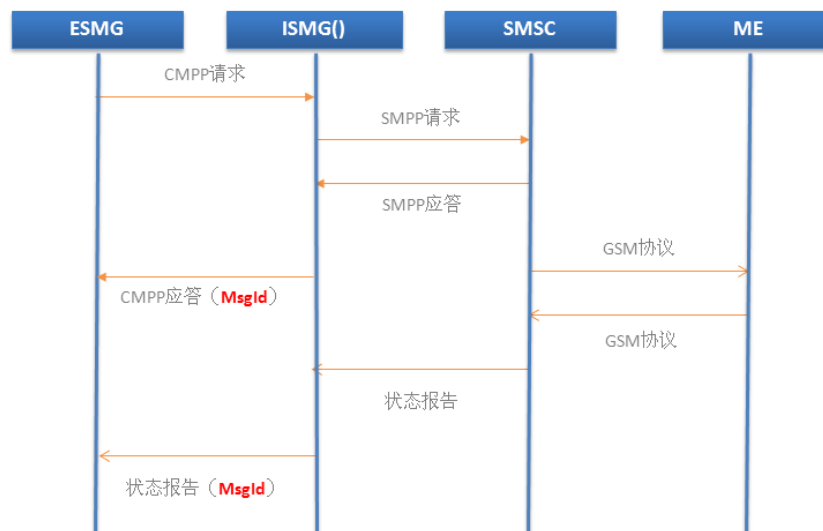 ESMG
ISMG()
SMSC
ME
CMPP请求
SMPP请求
SMPP应答
GSM协议
CMPP应答（MsgId）
GSM协议
状态报告
状态报告（MsgId）